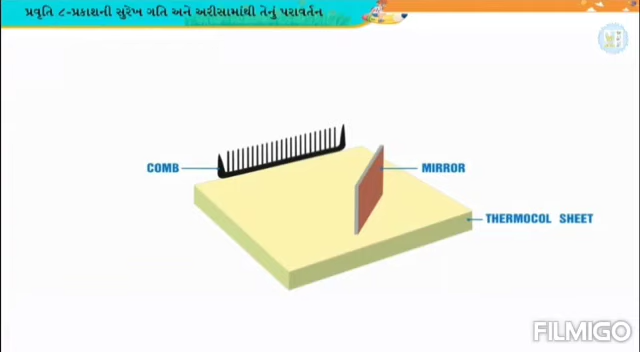 પ્રવૃતિ ૮-પ્રકાશની સુરેખ ગતિ અને અરીસામાંથી તેનું પરાવર્તન
COMB
MIRROR
THERMOCOL SHEET
FILMIGO